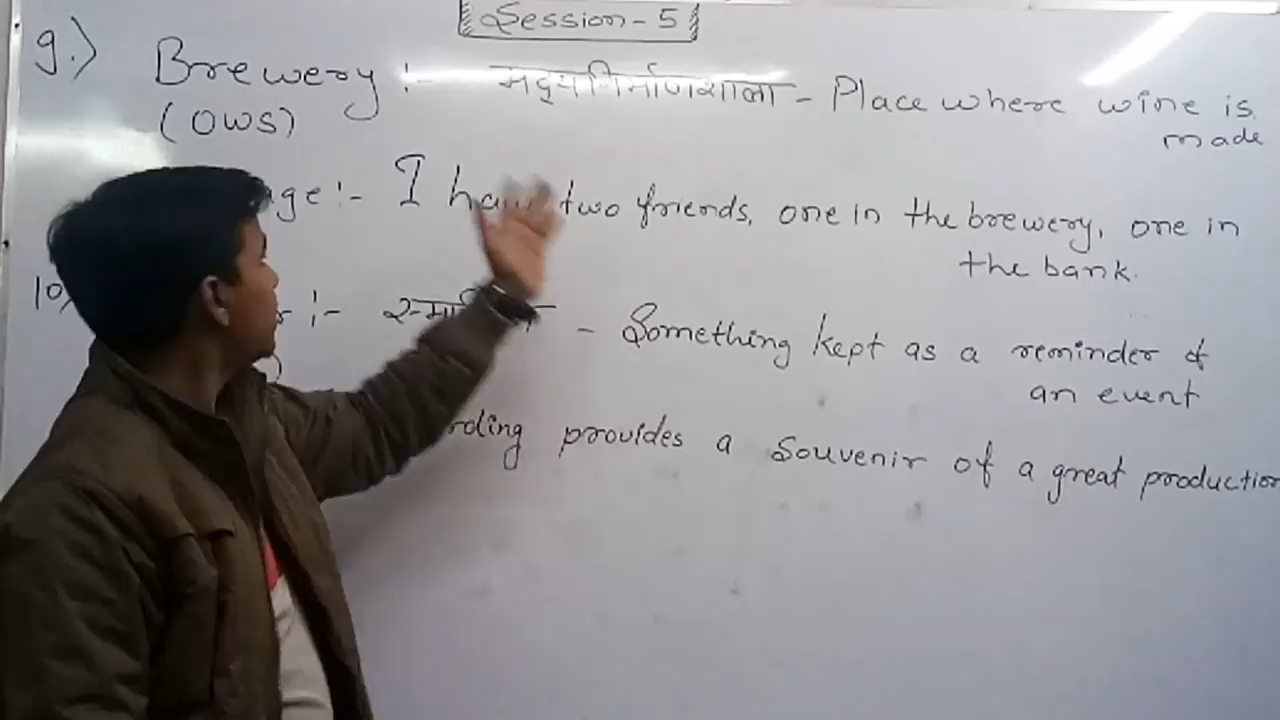 Session - 5
9.) Brewery :- मद्यनिर्माणशाला - Place where wine is
made
(OWS)
age :- I have two friends, one in the brewery, one in
the bank.
10) :- - Something kept as a reminder of
an event
rding provides a souvenir of a great production